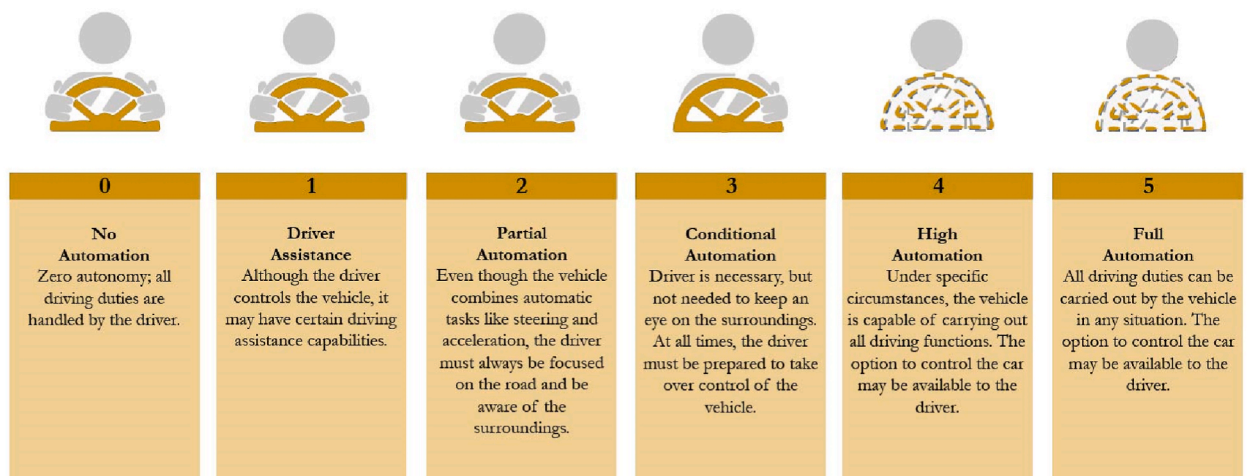 0
No
Automation
Zero autonomy; all
driving duties are
handled by the driver.
1
Driver
Assistance
Although the driver
controls the vehicle, it
may have certain driving
assistance capabilities.
2
Partial
Automation
Even though the vehicle
combines automatic
tasks like steering and
acceleration, the driver
must always be focused
on the road and be
aware of the
surroundings.
3
Conditional
Automation
Driver is necessary, but
not needed to keep an
eye on the surroundings.
At all times, the driver
must be prepared to take
over control of the
vehicle.
4
High
Automation
Under specific
circumstances, the vehicle
is capable of carrying out
all driving functions. The
option to control the car
may be available to the
driver.
5
Full
Automation
All driving duties can be
carried out by the vehicle
in any situation. The
option to control the car
may be available to the
driver.